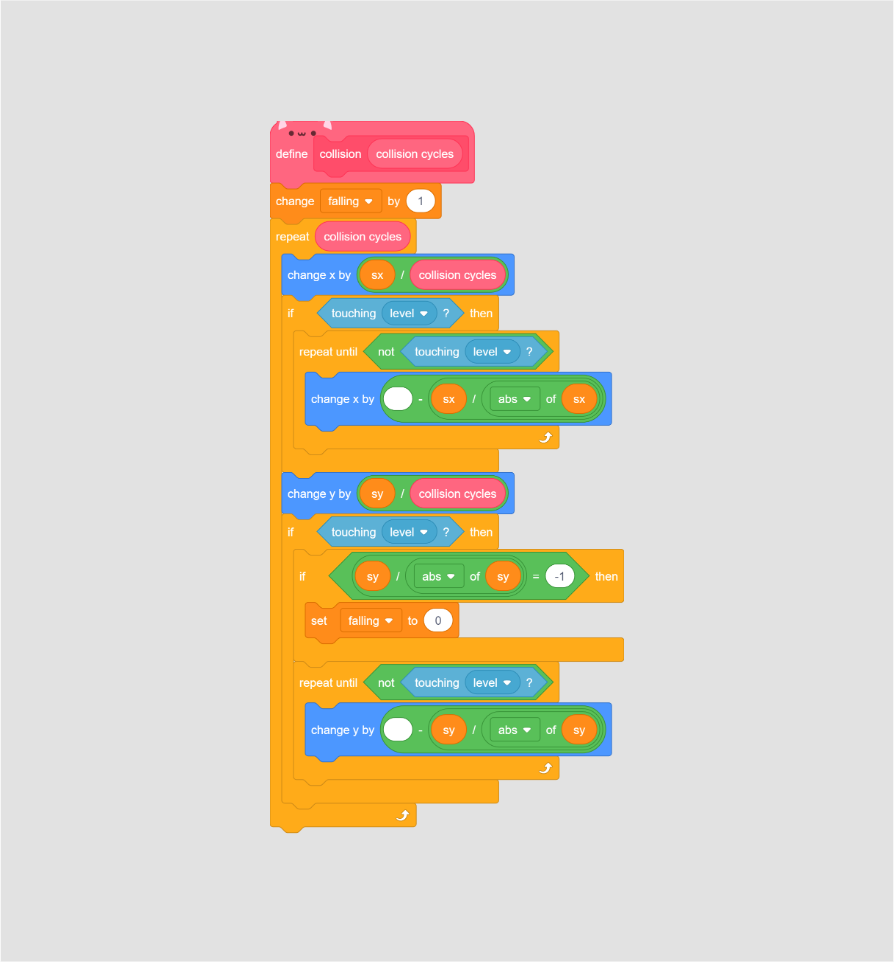 define collision collision cycles
change falling by 1
repeat collision cycles
change x by sx / collision cycles
if touching level ? then
repeat until not touching level ?
change x by - sx / abs of sx
change y by sy / collision cycles
if touching level ? then
if sy / abs of sy = -1 then
set falling to 0
repeat until not touching level ?
change y by - sy / abs of sy